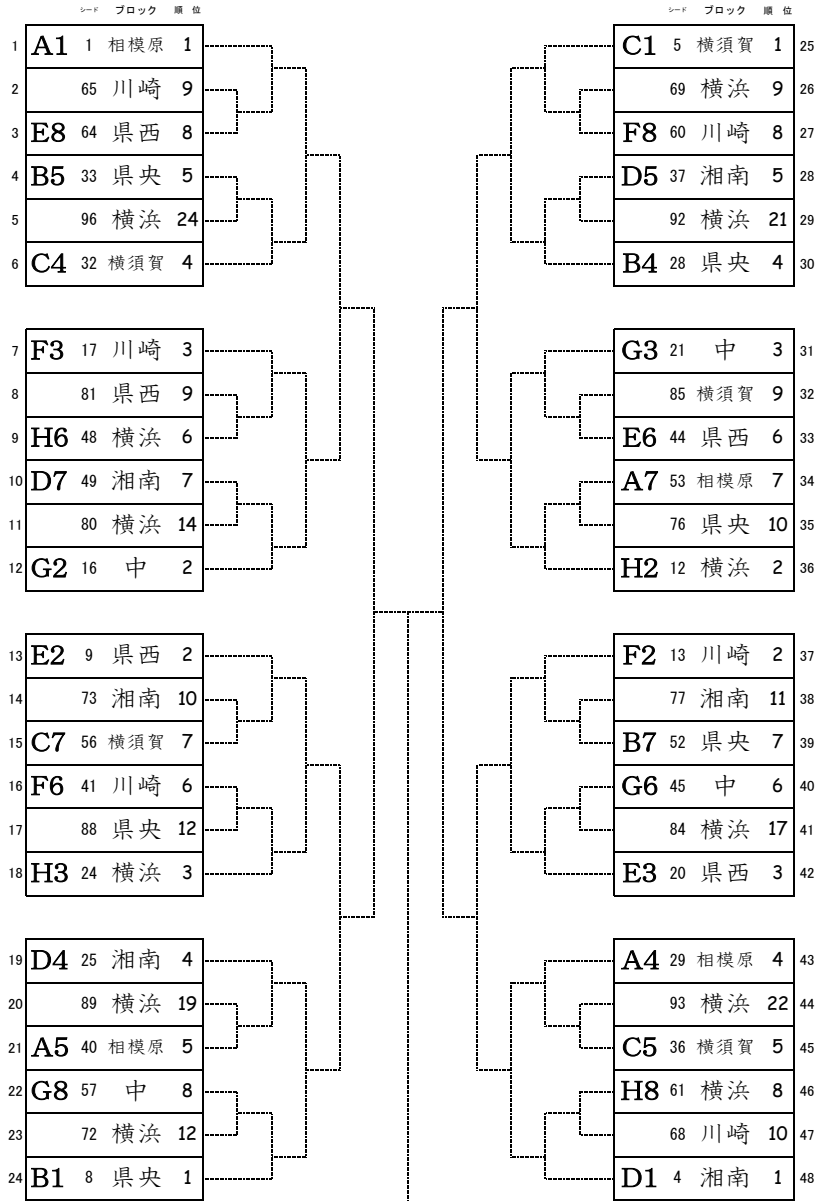 シード ブロック 順 位
1 A1 1 相模原 1
2 65 川崎 9
3 E8 64 県西 8
4 B5 33 県央 5
5 96 横浜 24
6 C4 32 横須賀 4
7 F3 17 川崎 3
8 81 県西 9
9 H6 48 横浜 6
10 D7 49 湘南 7
11 80 横浜 14
12 G2 16 中 2
13 E2 9 県西 2
14 73 湘南 10
15 C7 56 横須賀 7
16 F6 41 川崎 6
17 88 県央 12
18 H3 24 横浜 3
19 D4 25 湘南 4
20 89 横浜 19
21 A5 40 相模原 5
22 G8 57 中 8
23 72 横浜 12
24 B1 8 県央 1
シード ブロック 順 位
C1 5 横須賀 1 25
69 横浜 9 26
F8 60 川崎 8 27
D5 37 湘南 5 28
92 横浜 21 29
B4 28 県央 4 30
G3 21 中 3 31
85 横須賀 9 32
E6 44 県西 6 33
A7 53 相模原 7 34
76 県央 10 35
H2 12 横浜 2 36
F2 13 川崎 2 37
77 湘南 11 38
B7 52 県央 7 39
G6 45 中 6 40
84 横浜 17 41
E3 20 県西 3 42
A4 29 相模原 4 43
93 横浜 22 44
C5 36 横須賀 5 45
H8 61 横浜 8 46
68 川崎 10 47
D1 4 湘南 1 48